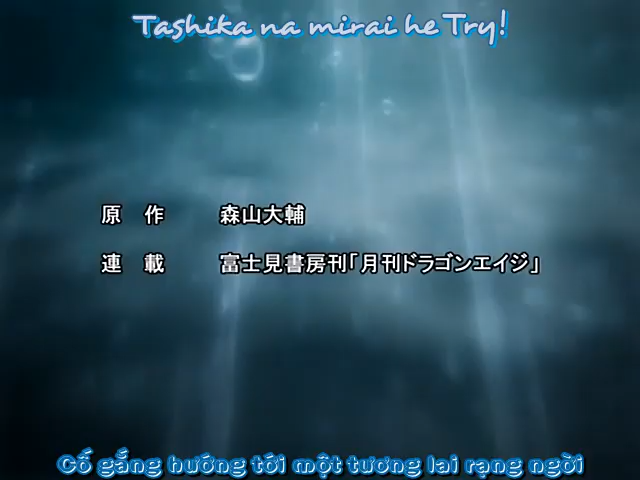 Tashika na mirai he Try!
原 作 森山大輔
連 載 富士見書房刊「月刊ドラゴンエイジ」
Cố gắng hướng tới một tương lai rạng ngời